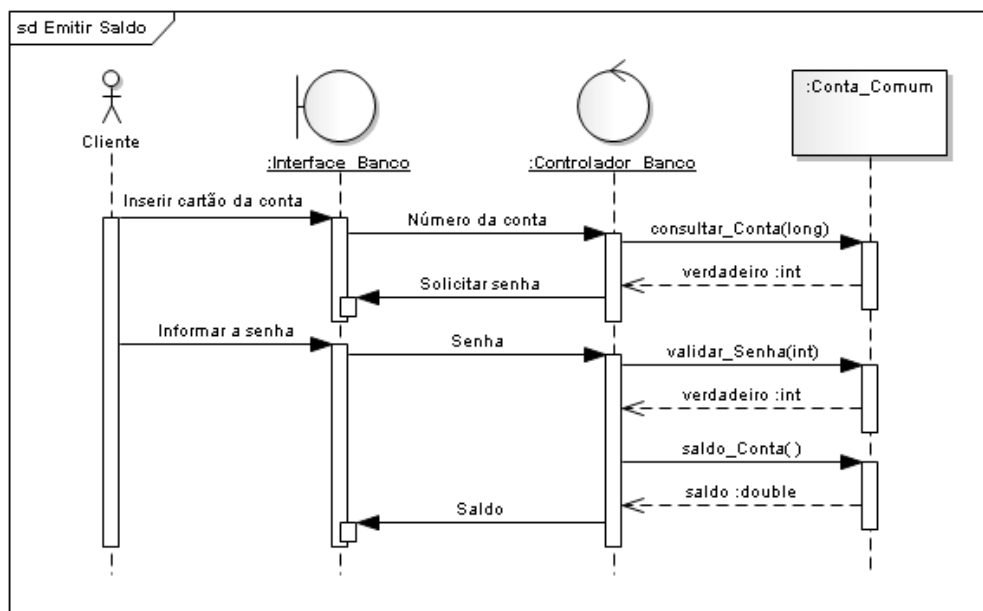 sd Emitir Saldo
Cliente
:Interface_Banco
:Controlador_Banco
:Conta_Comum
Inserir cartão da conta
Número da conta
consultar_Conta(long)
verdadeiro :int
Solicitar senha
Informar a senha
Senha
validar_Senha(int)
verdadeiro :int
saldo_Conta( )
saldo :double
Saldo